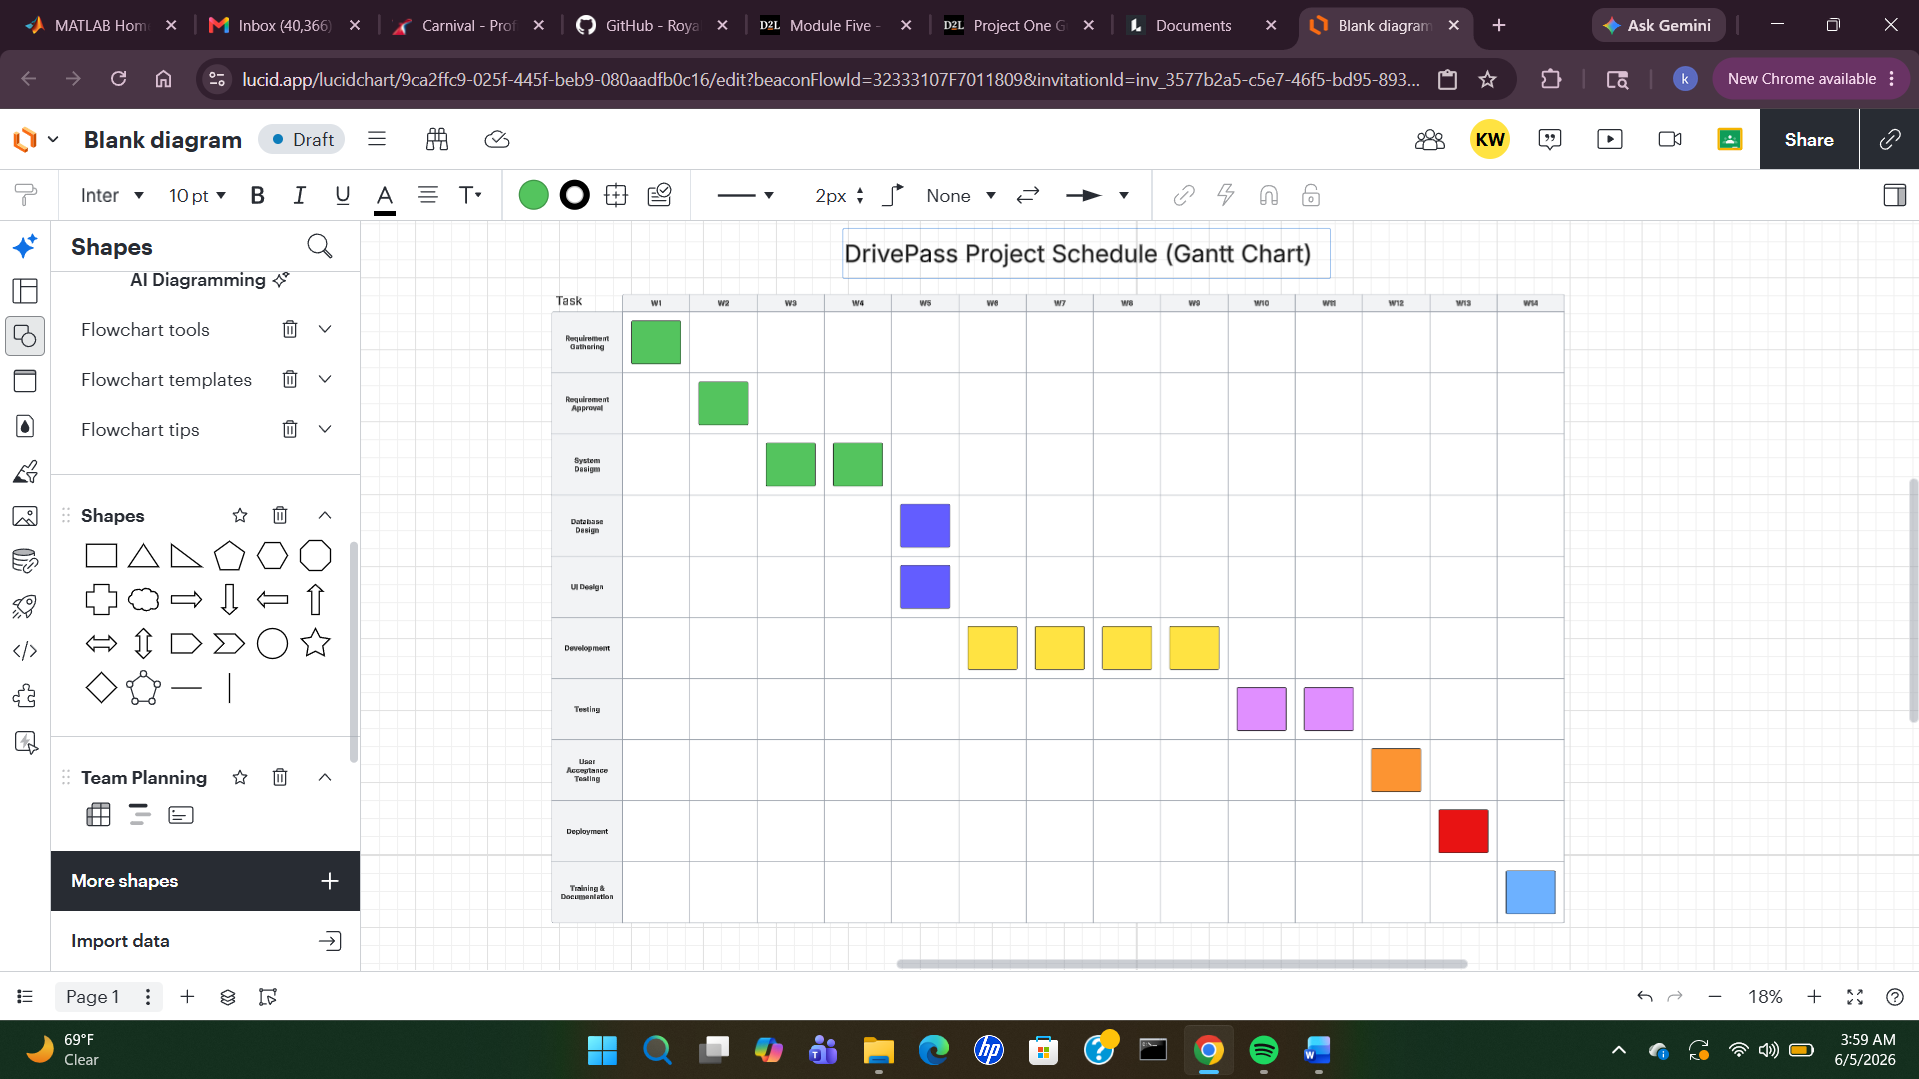 MATLAB Hom
Inbox (40,366)
Carnival - Prof
GitHub - Roya
D2L Module Five -
D2L Project One G
Documents
Blank diagram
Ask Gemini
lucid.app/lucidchart/9ca2ffc9-025f-445f-beb9-080aadfb0c16/edit?beaconFlowId=32333107F7011809&invitationId=inv_3577b2a5-c5e7-46f5-bd95-893...
k
New Chrome available
Blank diagram
Draft
KW
Share
Inter
10 pt
B I U A T
2px
None
Shapes
AI Diagramming
Flowchart tools
Flowchart templates
Flowchart tips
Shapes
Team Planning
More shapes
Import data
DrivePass Project Schedule (Gantt Chart)
Task W1 W2 W3 W4 W5 W6 W7 W8 W9 W10 W11 W12 W13 W14
Requirement
Gathering
Requirement
Approval
System
Design
Database
Design
UI Design
Development
Testing
User
Acceptance
Testing
Deployment
Training &
Documentation
Page 1
18%
69°F
Clear
3:59 AM
6/5/2026